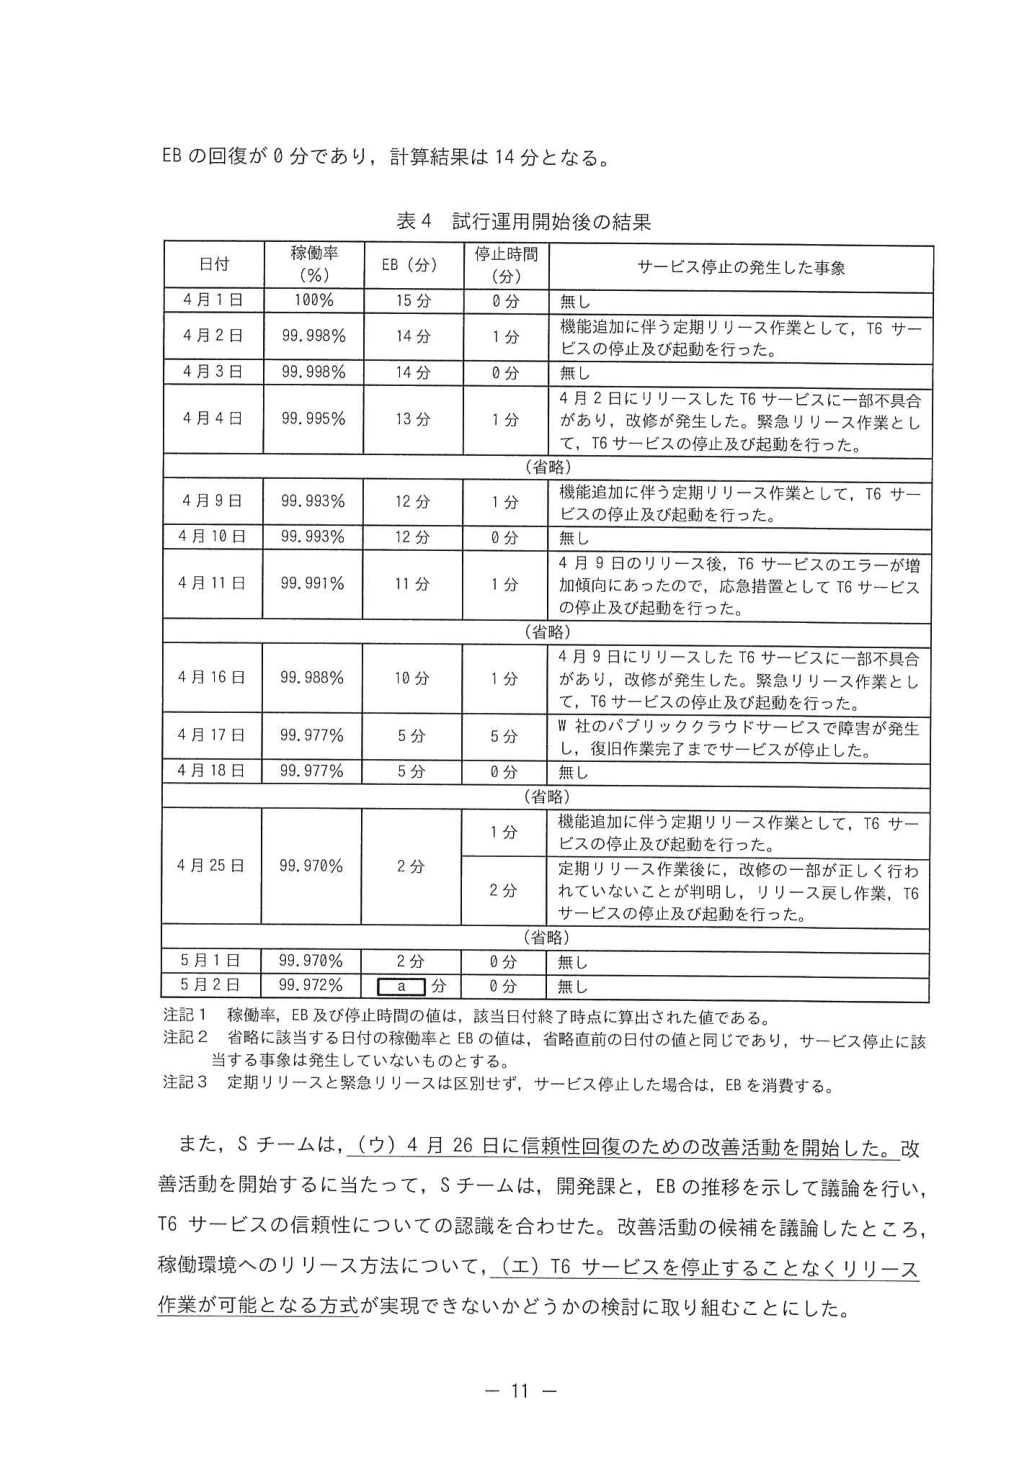 EB の回復が 0 分であり，計算結果は 14 分となる。
表 4　試行運用開始後の結果
日付　稼働率（%）　EB（分）　停止時間（分）　サービス停止の発生した事象
4 月 1 日　100%　15 分　0 分　無し
4 月 2 日　99.998%　14 分　1 分　機能追加に伴う定期リリース作業として，T6 サー
ビスの停止及び起動を行った。
4 月 3 日　99.998%　14 分　0 分　無し
4 月 4 日　99.995%　13 分　1 分　4 月 2 日にリリースした T6 サービスに一部不具合
があり，改修が発生した。緊急リリース作業とし
て，T6 サービスの停止及び起動を行った。
（省略）
4 月 9 日　99.993%　12 分　1 分　機能追加に伴う定期リリース作業として，T6 サー
ビスの停止及び起動を行った。
4 月 10 日　99.993%　12 分　0 分　無し
4 月 11 日　99.991%　11 分　1 分　4 月 9 日のリリース後，T6 サービスのエラーが増
加傾向にあったので，応急措置として T6 サービス
の停止及び起動を行った。
（省略）
4 月 16 日　99.988%　10 分　1 分　4 月 9 日にリリースした T6 サービスに一部不具合
があり，改修が発生した。緊急リリース作業とし
て，T6 サービスの停止及び起動を行った。
4 月 17 日　99.977%　5 分　5 分　W 社のパブリッククラウドサービスで障害が発生
し，復旧作業完了までサービスが停止した。
4 月 18 日　99.977%　5 分　0 分　無し
（省略）
4 月 25 日　99.970%　2 分　1 分　機能追加に伴う定期リリース作業として，T6 サー
ビスの停止及び起動を行った。
2 分　定期リリース作業後に，改修の一部が正しく行わ
れていないことが判明し，リリース戻し作業，T6
サービスの停止及び起動を行った。
（省略）
5 月 1 日　99.970%　2 分　0 分　無し
5 月 2 日　99.972%　a 分　0 分　無し
注記 1　稼働率，EB 及び停止時間の値は，該当日付終了時点に算出された値である。
注記 2　省略に該当する日付の稼働率と EB の値は，省略直前の日付の値と同じであり，サービス停止に該
当する事象は発生していないものとする。
注記 3　定期リリースと緊急リリースは区別せず，サービス停止した場合は，EB を消費する。
また，S チームは，（ウ）4 月 26 日に信頼性回復のための改善活動を開始した。改
善活動を開始するに当たって，S チームは，開発課と，EB の推移を示して議論を行い，
T6 サービスの信頼性についての認識を合わせた。改善活動の候補を議論したところ，
稼働環境へのリリース方法について，（エ）T6 サービスを停止することなくリリース
作業が可能となる方式が実現できないかどうかの検討に取り組むことにした。
－ 11 －